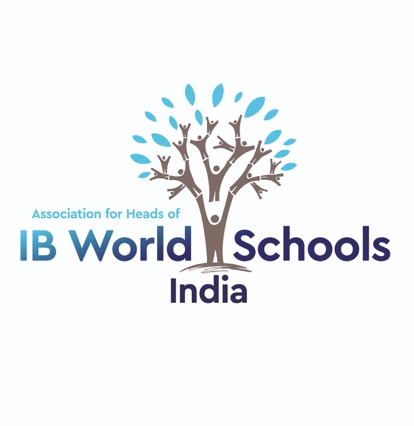 Association for Heads of
IB World Schools
India